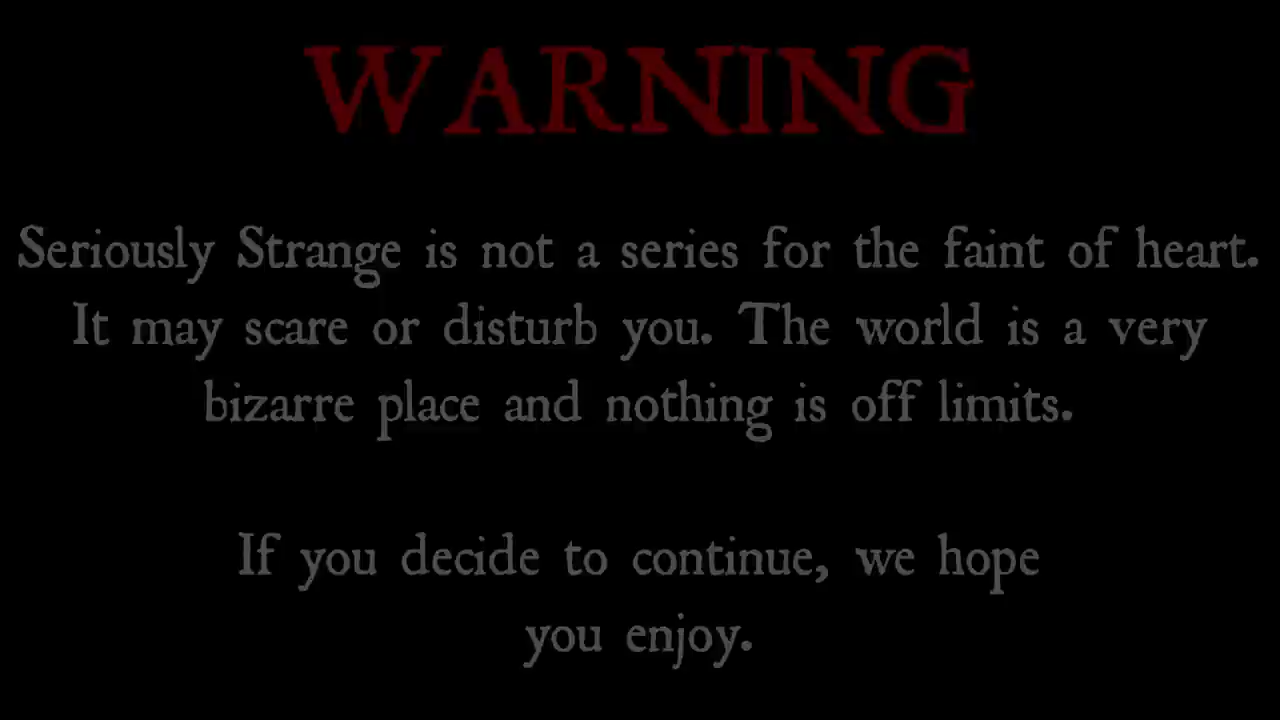 WARNING
Seriously Strange is not a series for the faint of heart.
It may scare or disturb you. The world is a very
bizarre place and nothing is off limits.
If you decide to continue, we hope
you enjoy.